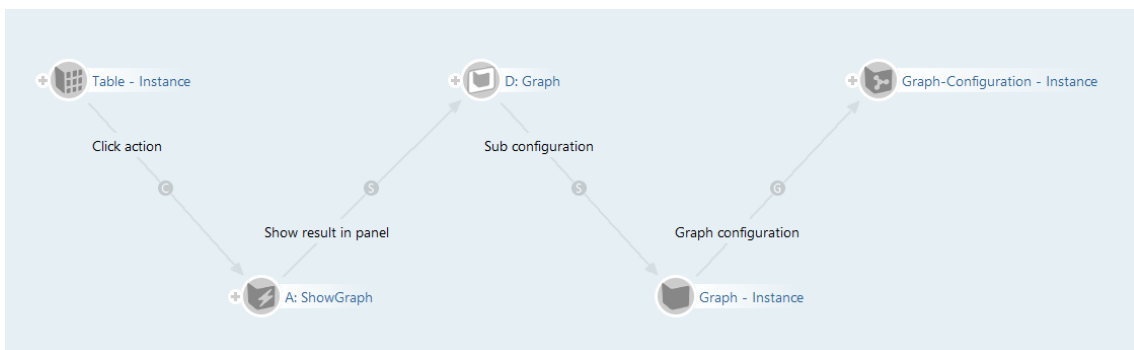 Table - Instance
D: Graph
Graph-Configuration - Instance
Click action
Sub configuration
C
S
S
G
Show result in panel
Graph configuration
A: ShowGraph
Graph - Instance